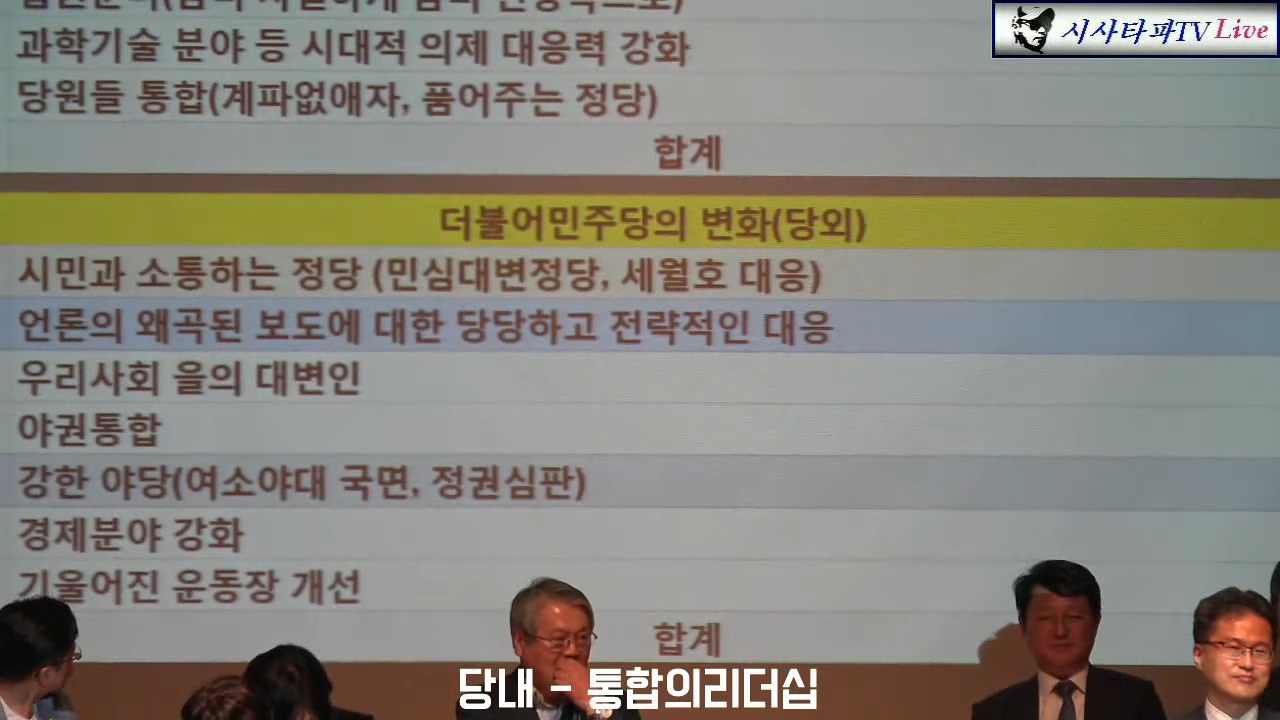 시사타파TV Live
과학기술 분야 등 시대적 의제 대응력 강화
당원들 통합(계파없애자, 품어주는 정당)
합계
더불어민주당의 변화(당외)
시민과 소통하는 정당 (민심대변정당, 세월호 대응)
언론의 왜곡된 보도에 대한 당당하고 전략적인 대응
우리사회 을의 대변인
야권통합
강한 야당(여소야대 국면, 정권심판)
경제분야 강화
기울어진 운동장 개선
합계
당내 - 통합의리더십